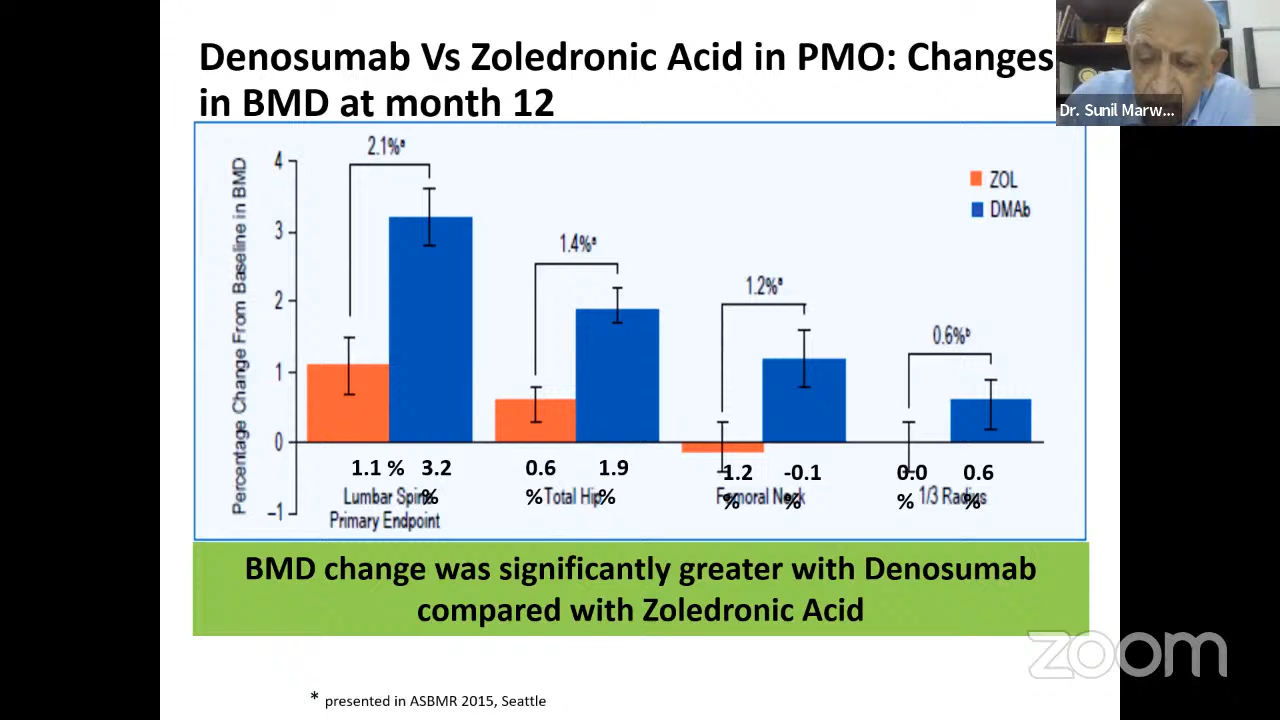 Denosumab Vs Zoledronic Acid in PMO: Changes
in BMD at month 12
Dr. Sunil Marw...
Percentage Change From Baseline in BMD
4
3
2
1
0
–1
2.1%ª
1.4%ª
1.2%ª
0.6%ᵇ
ZOL
DMAb
1.1 % 3.2 %
0.6 % 1.9 %
1.2 % -0.1 %
0.0 % 0.6 %
Lumbar Spine
Primary Endpoint
Total Hip
Femoral Neck
1/3 Radius
BMD change was significantly greater with Denosumab
compared with Zoledronic Acid
* presented in ASBMR 2015, Seattle
zoom